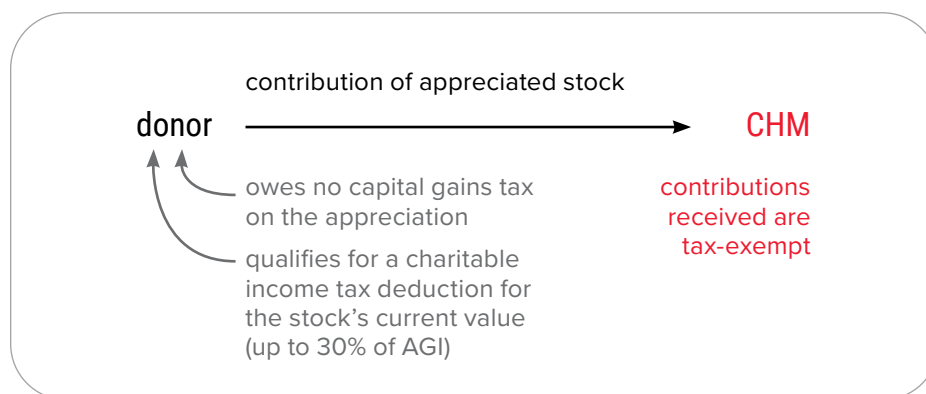 contribution of appreciated stock
donor
CHM
owes no capital gains tax
on the appreciation
contributions
received are
tax-exempt
qualifies for a charitable
income tax deduction for
the stock's current value
(up to 30% of AGI)